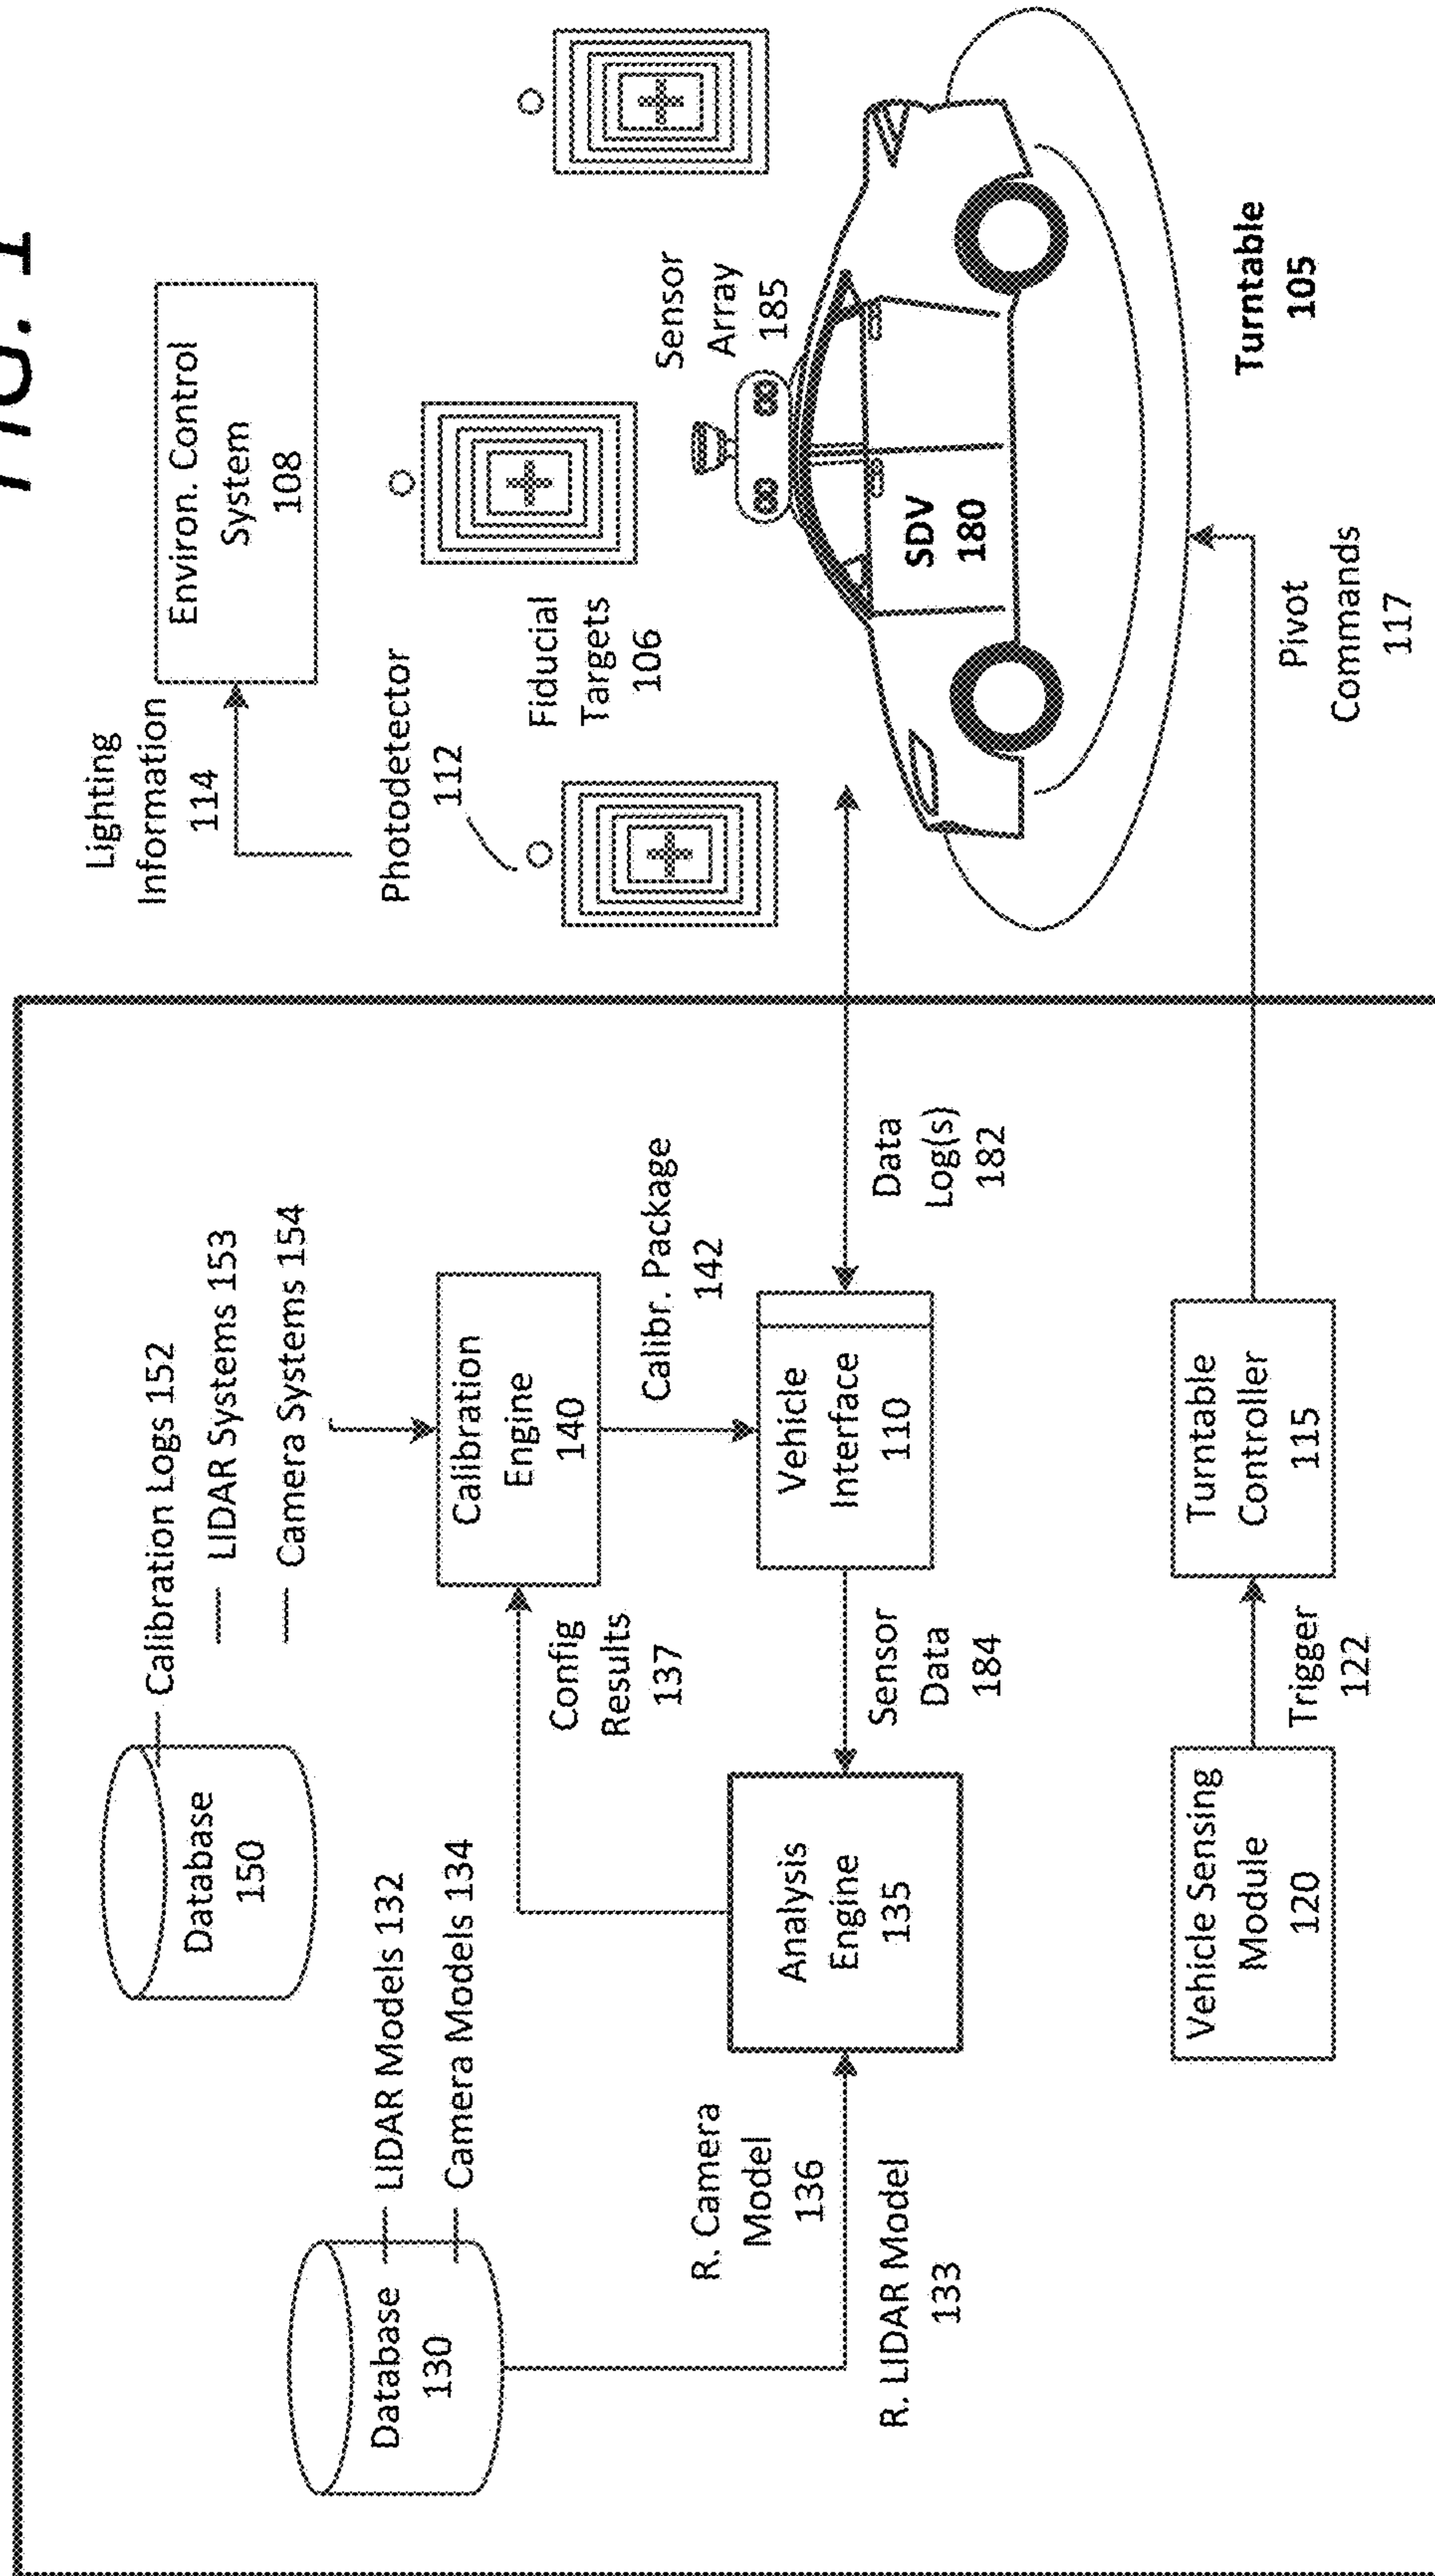 FIG. 1
Database
150
Calibration Logs 152
LIDAR Systems 153
Camera Systems 154
Database
130
LIDAR Models 132
Camera Models 134
Calibration
Engine
140
Config
Results
137
Calibr. Package
142
R. Camera
Model
136
R. LIDAR Model
133
Analysis
Engine
135
Sensor
Data
184
Vehicle
Interface
110
Data
Log(s)
182
Vehicle Sensing
Module
120
Trigger
122
Turntable
Controller
115
Lighting
Information
114
Environ. Control
System
108
Photodetector
112
Fiducial
Targets
106
Sensor
Array
185
SDV
180
Pivot
Commands
117
Turntable
105